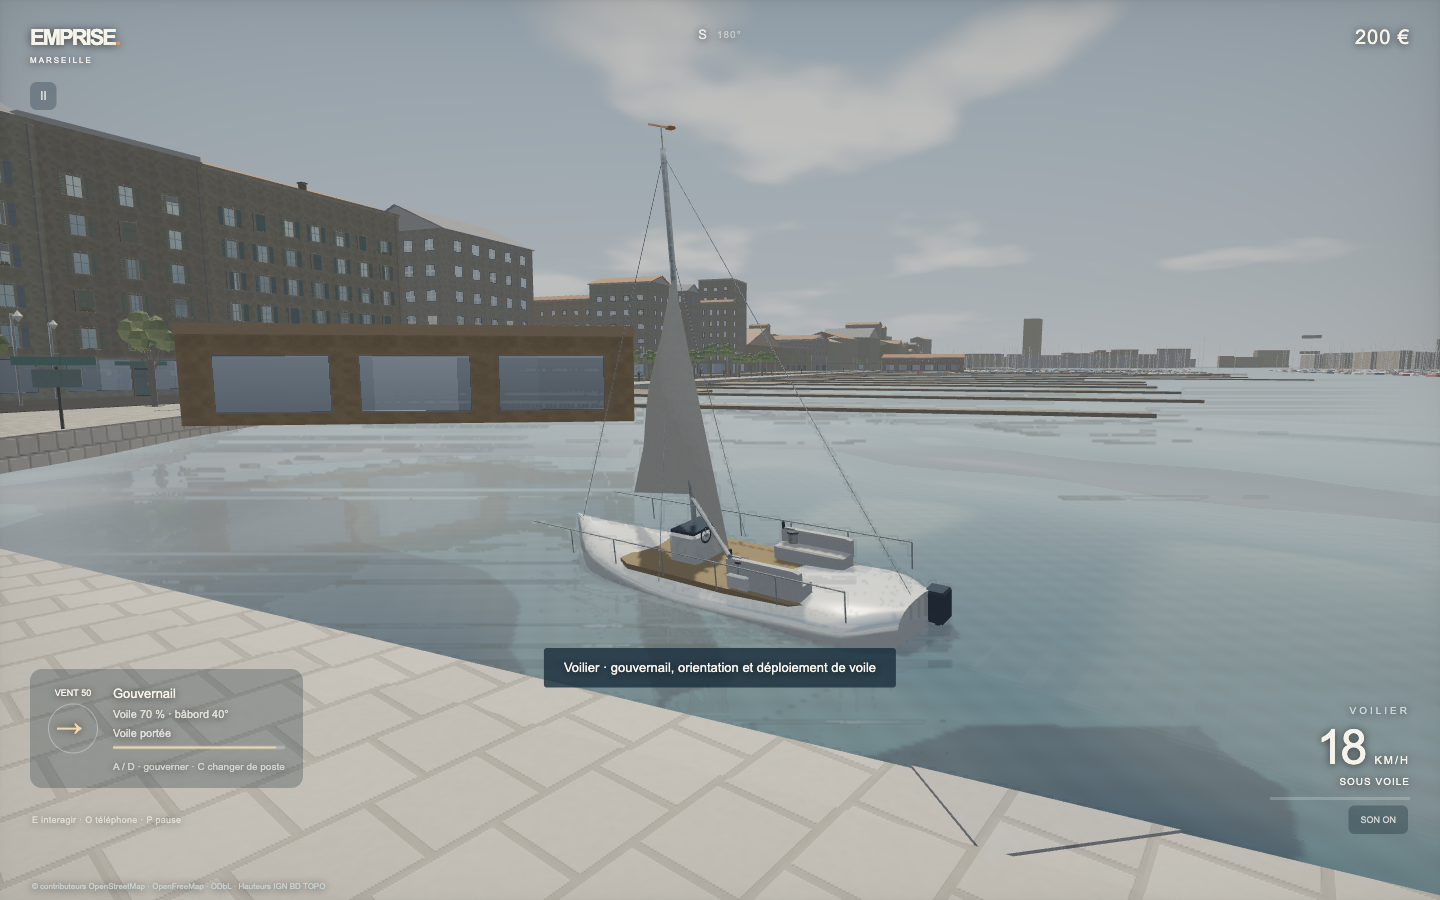 EMPRISE.
MARSEILLE
S 180°
200 €
Voilier · gouvernail, orientation et déploiement de voile
VENT 50
Gouvernail
Voile 70 % · bâbord 40°
Voile portée
A / D · gouverner · C changer de poste
E interagir · O téléphone · P pause
VOILIER
18 KM/H
SOUS VOILE
SON ON
© contributeurs OpenStreetMap · OpenFreeMap · ODbL · Hauteurs IGN BD TOPO